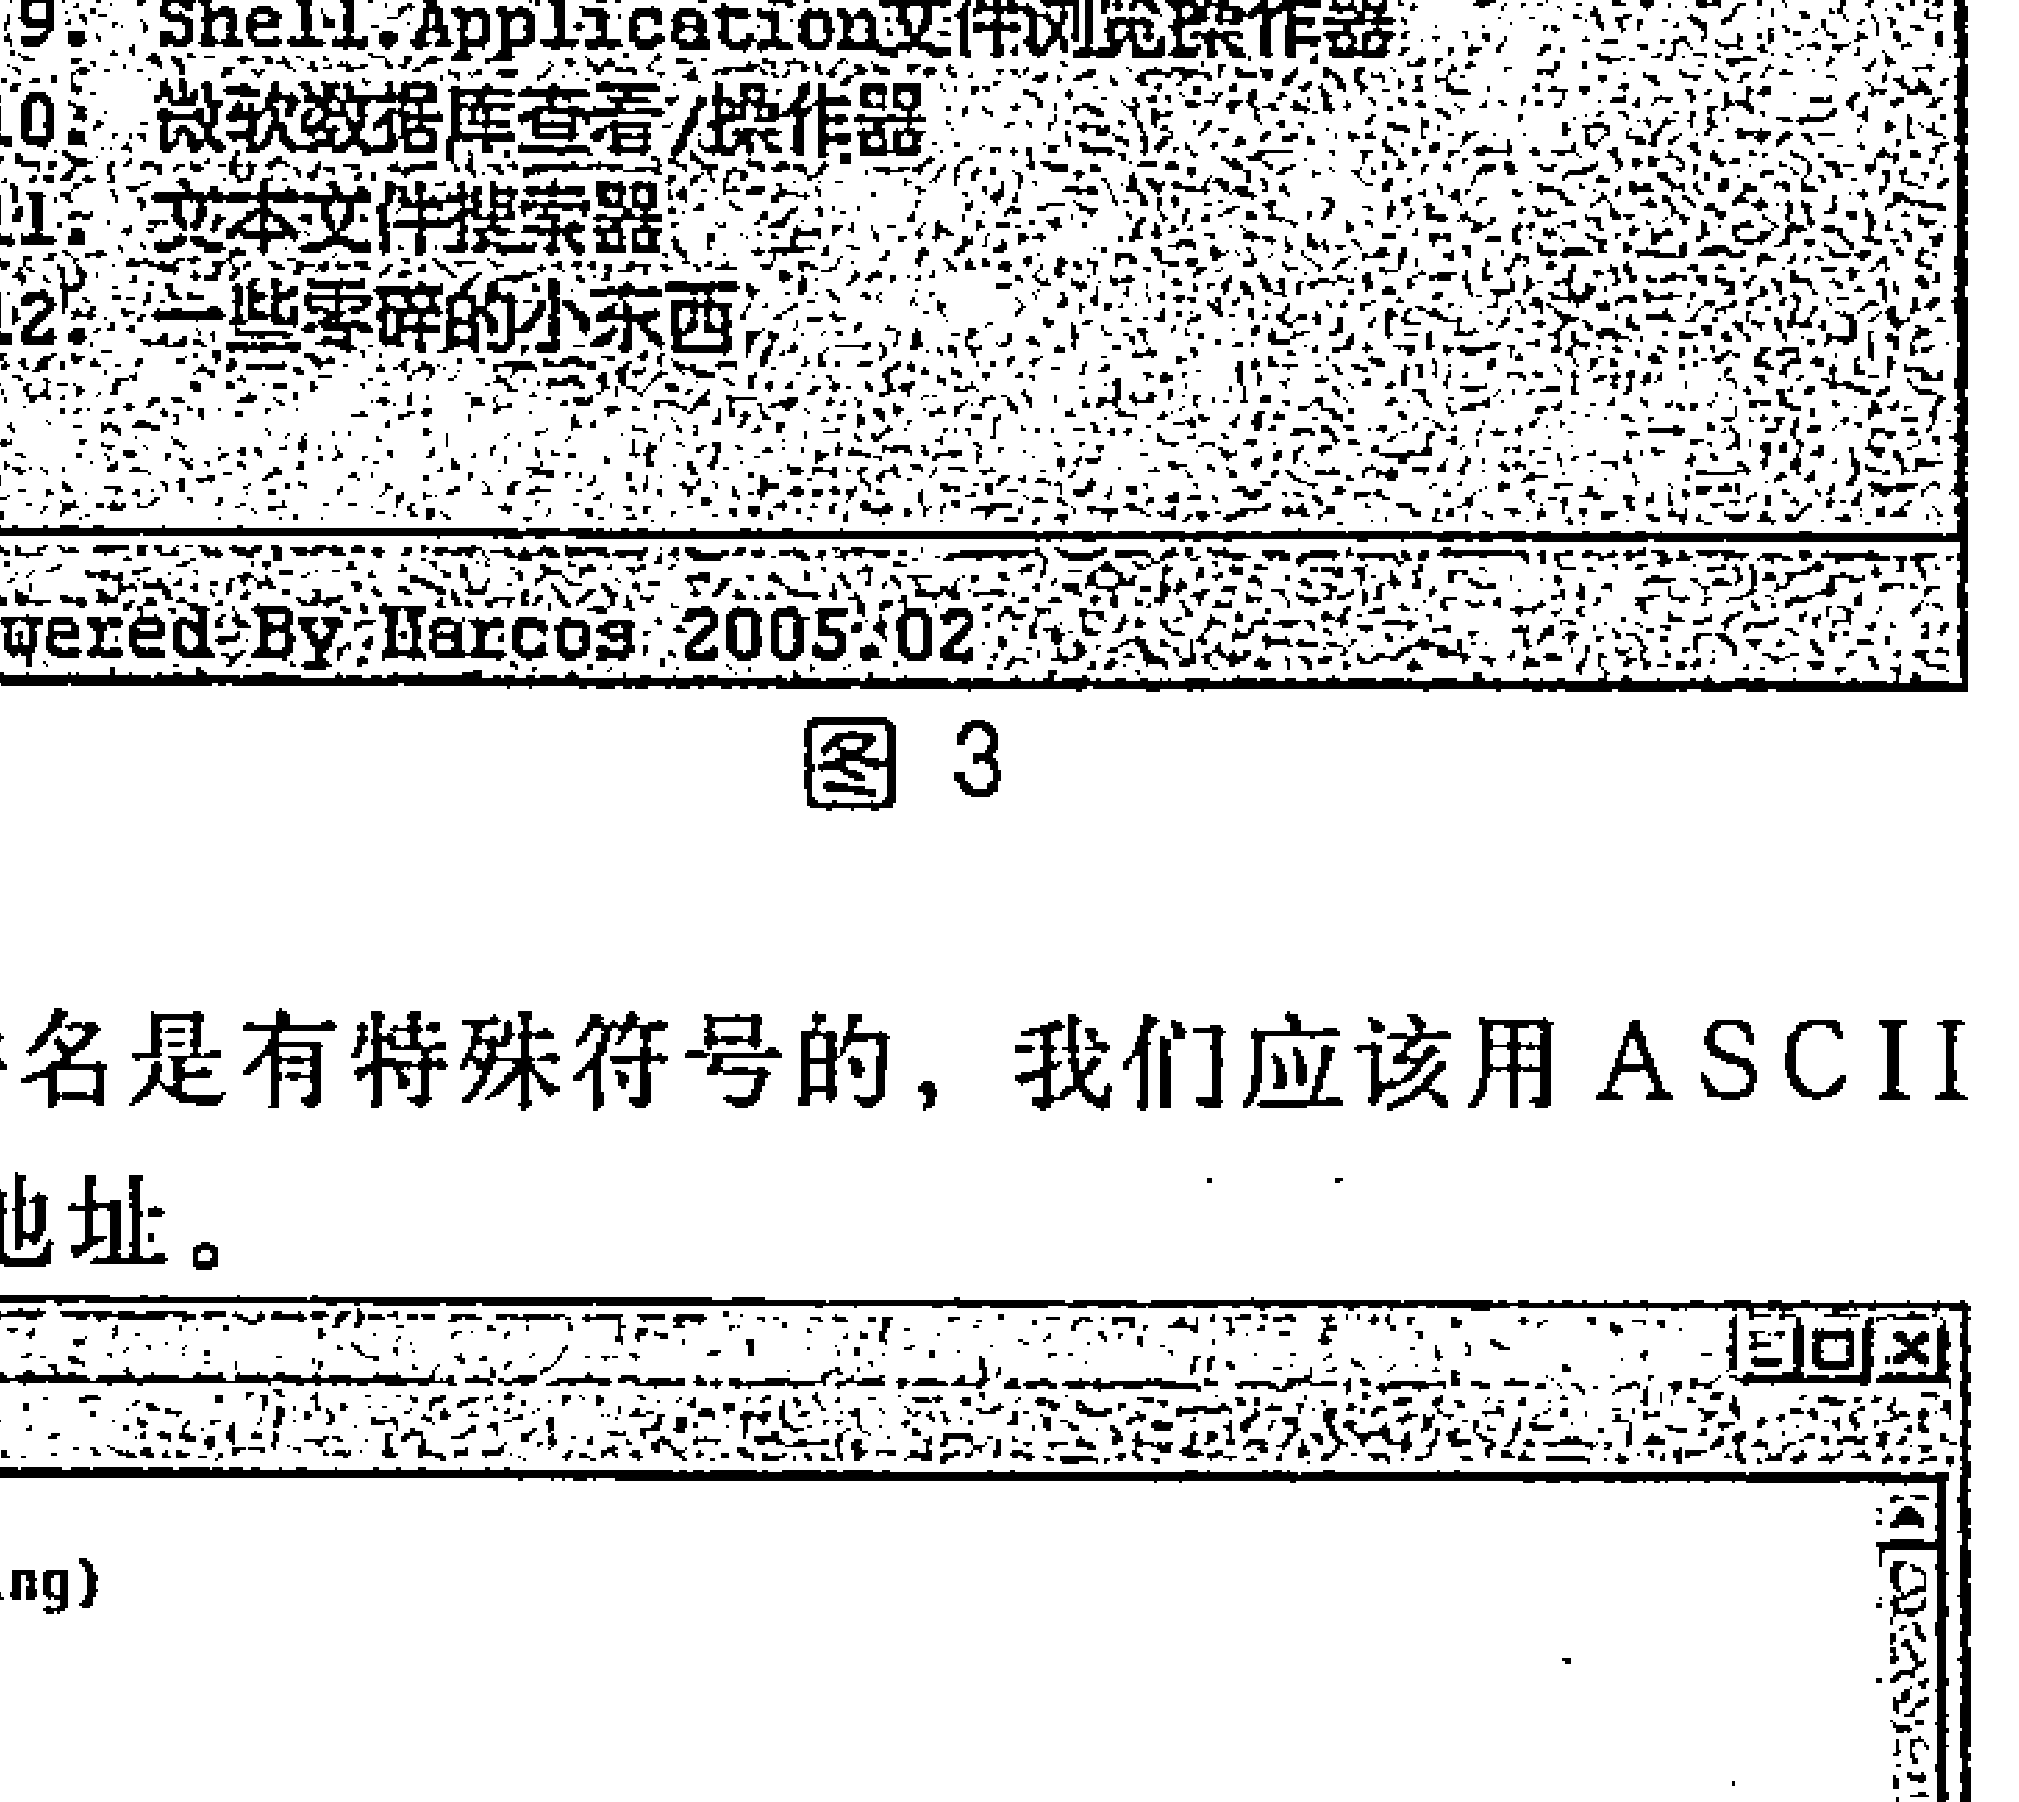 9. Shell.Application文件浏览操作器
10. 微软数据库查看/操作器
11. 文本文件搜索器
12. 一些零碎的小东西
wered By Marcos 2005.02
图 3
名是有特殊符号的，我们应该用ASCII
地址。
ing)